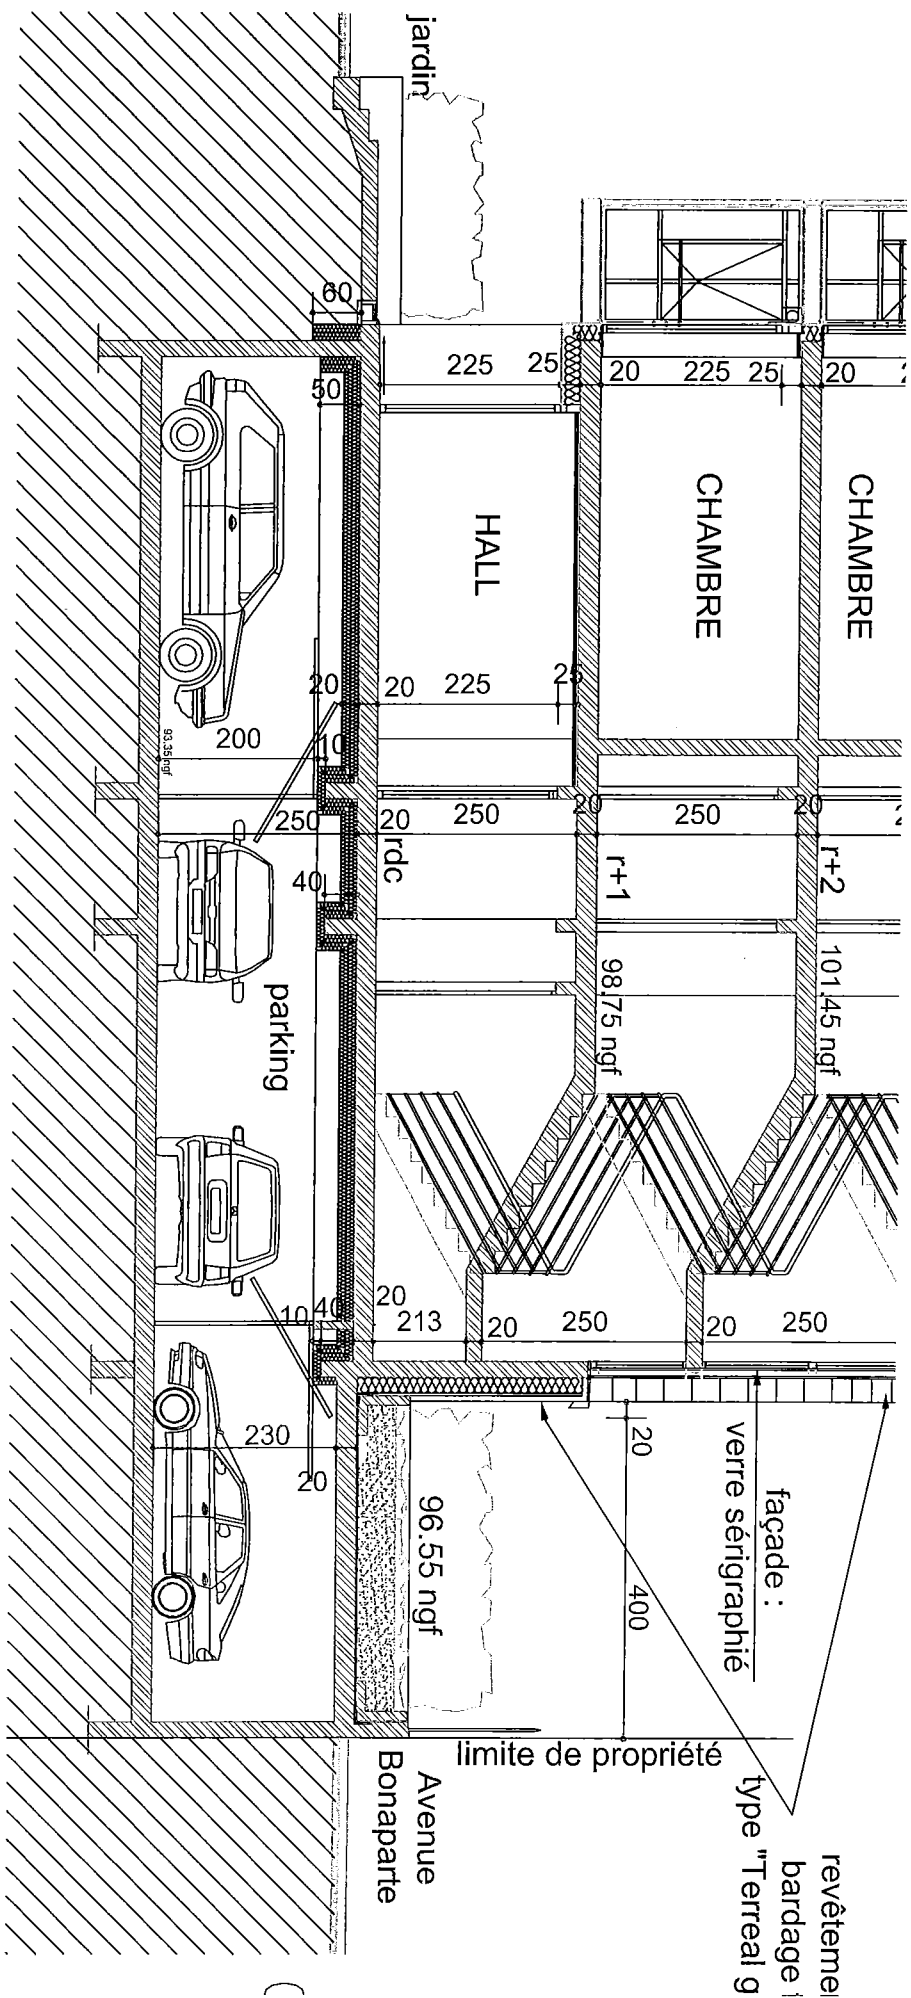 jardin
60
50
225
25
20
225
25
20
HALL
CHAMBRE
CHAMBRE
20
20
225
25
200
10
93.35 ngf
250
20
250
20
250
20
rdc
r+1
r+2
40
parking
98.75 ngf
101.45 ngf
10
40
20
213
20
250
20
250
230
20
20
400
96.55 ngf
façade :
verre sérigraphié
limite de propriété
Avenue
Bonaparte
bardage
type "Terreal g